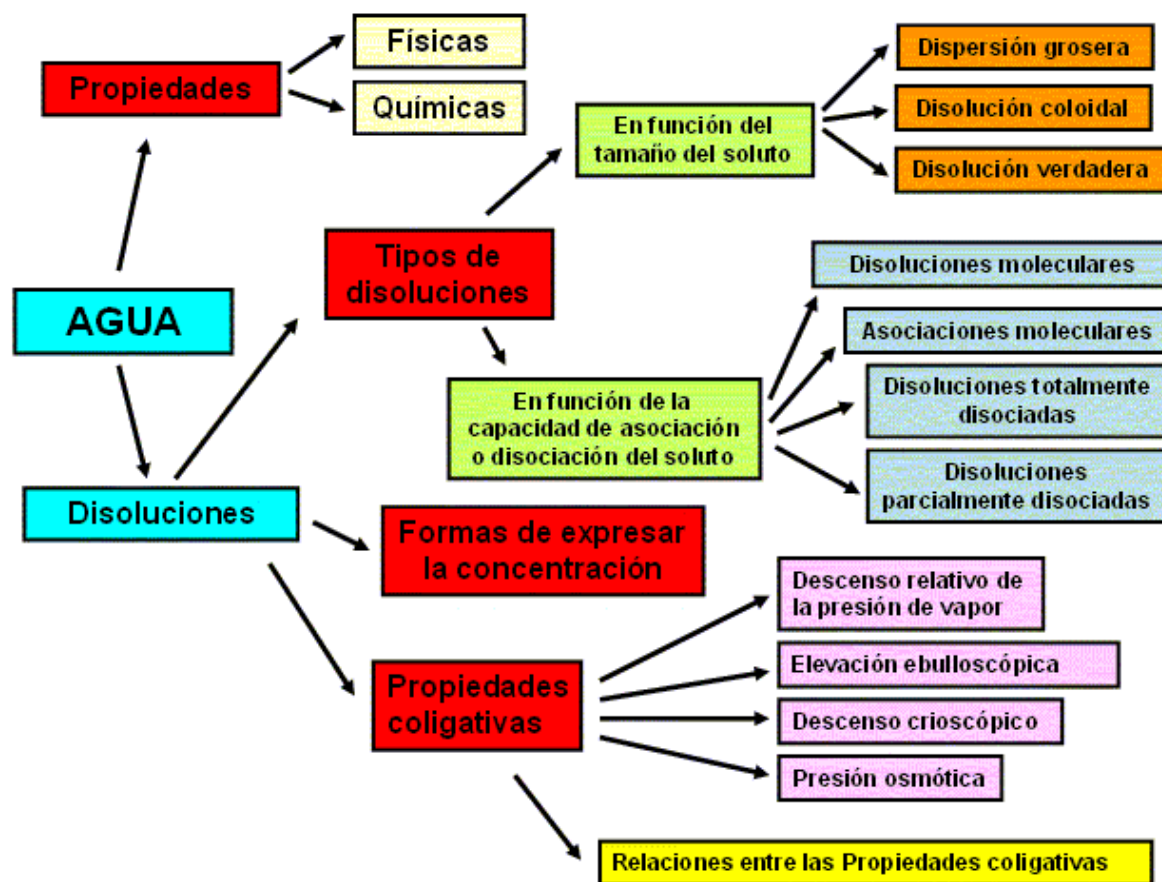 Propiedades
Físicas
Químicas
En función del
tamaño del soluto
Dispersión grosera
Disolución coloidal
Disolución verdadera
AGUA
Tipos de
disoluciones
Disoluciones moleculares
Asociaciones moleculares
Disoluciones totalmente
disociadas
Disoluciones
parcialmente disociadas
En función de la
capacidad de asociación
o disociación del soluto
Disoluciones
Formas de expresar
la concentración
Propiedades
coligativas
Descenso relativo de
la presión de vapor
Elevación ebulloscópica
Descenso crioscópico
Presión osmótica
Relaciones entre las Propiedades coligativas